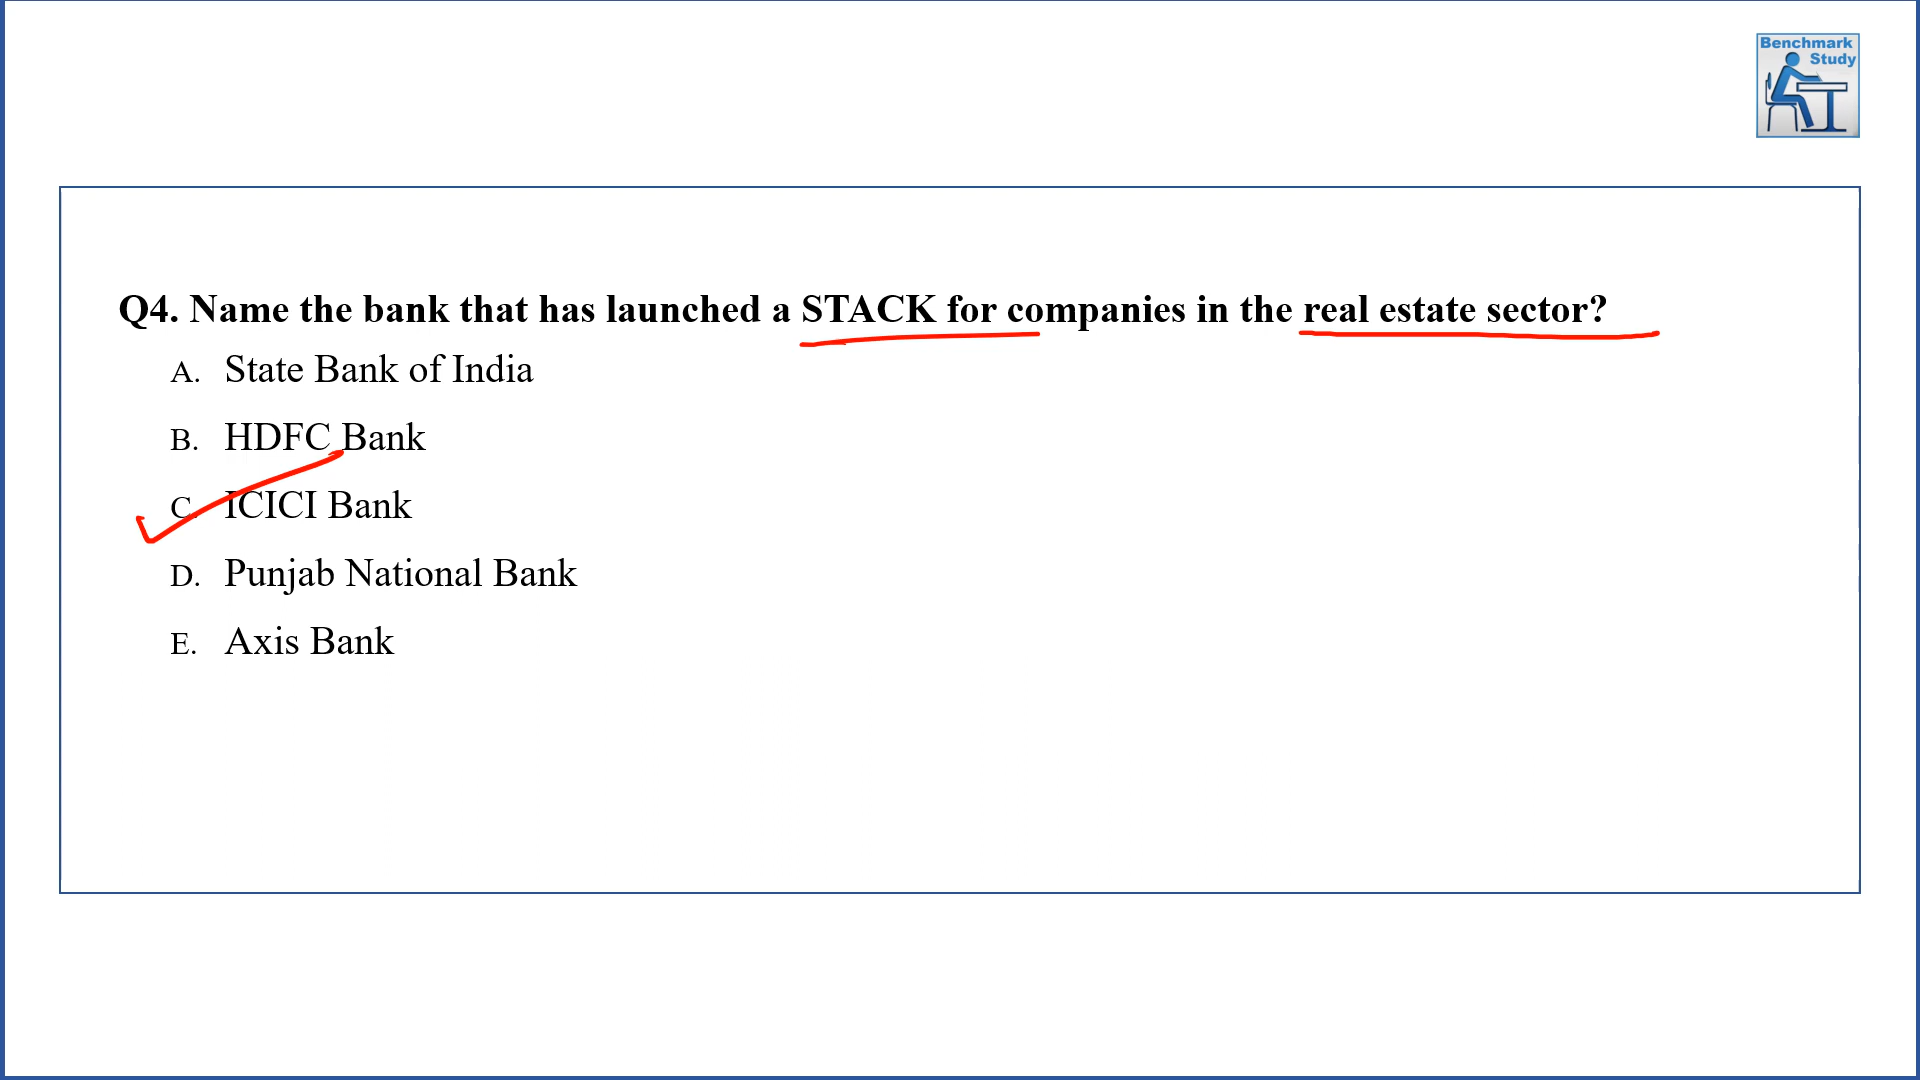 Benchmark
Study
Q4. Name the bank that has launched a STACK for companies in the real estate sector?
A. State Bank of India
B. HDFC Bank
C. ICICI Bank
D. Punjab National Bank
E. Axis Bank